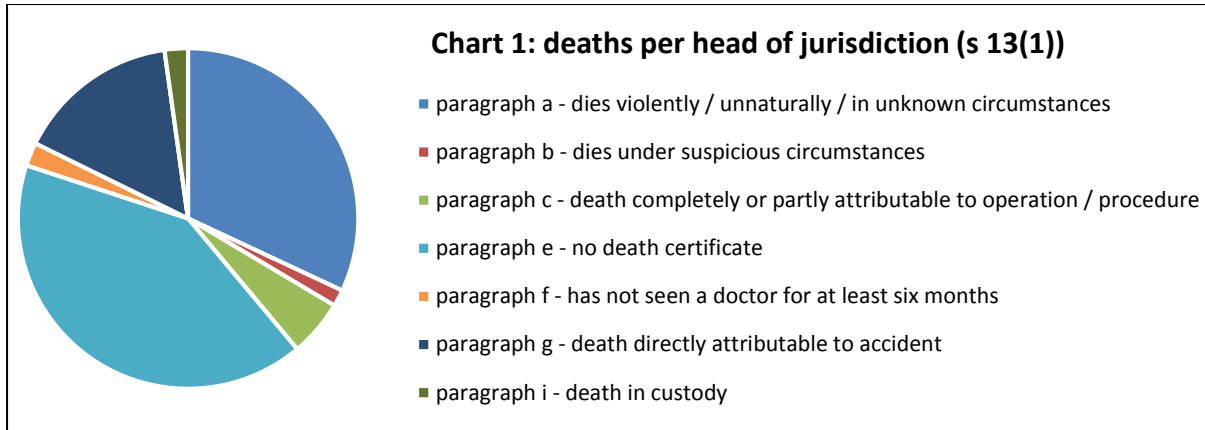 Chart 1: deaths per head of jurisdiction (s 13(1))
paragraph a - dies violently / unnaturally / in unknown circumstances
paragraph b - dies under suspicious circumstances
paragraph c - death completely or partly attributable to operation / procedure
paragraph e - no death certificate
paragraph f - has not seen a doctor for at least six months
paragraph g - death directly attributable to accident
paragraph i - death in custody